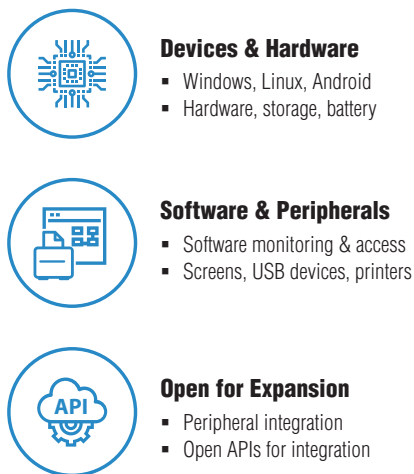 Devices & Hardware
▪ Windows, Linux, Android
▪ Hardware, storage, battery
Software & Peripherals
▪ Software monitoring & access
▪ Screens, USB devices, printers
API
Open for Expansion
▪ Peripheral integration
▪ Open APIs for integration